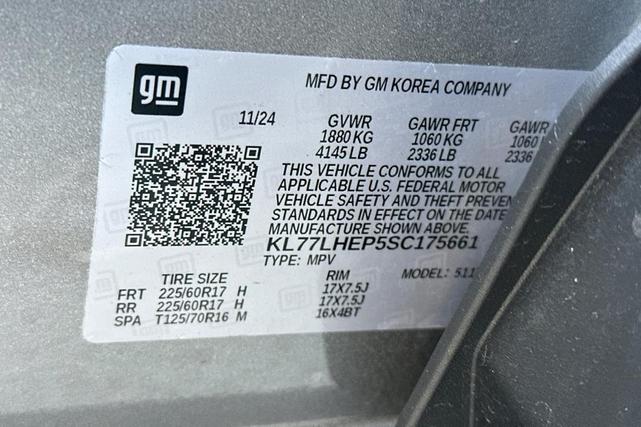 gm
MFD BY GM KOREA COMPANY
11/24 GVWR GAWR FRT GAWR
1880 KG 1060 KG 1060
4145 LB 2336 LB 2336
THIS VEHICLE CONFORMS TO ALL
APPLICABLE U.S. FEDERAL MOTOR
VEHICLE SAFETY AND THEFT PREVEN
STANDARDS IN EFFECT ON THE DATE
MANUFACTURE SHOWN ABOVE.
KL77LHEP5SC175661
TYPE: MPV MODEL: 511
TIRE SIZE RIM
FRT 225/60R17 H 17X7.5J
RR 225/60R17 H 17X7.5J
SPA T125/70R16 M 16X4BT